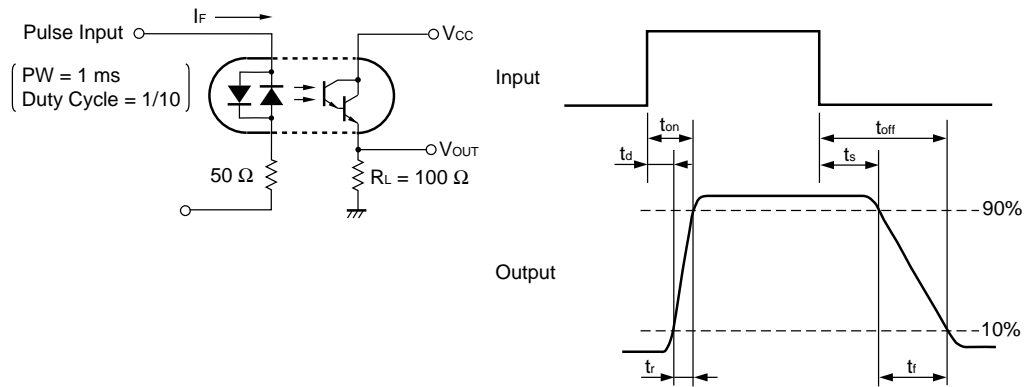 IF
Pulse Input
VCC
PW = 1 ms
Duty Cycle = 1/10
VOUT
50 Ω
RL = 100 Ω
Input
ton
toff
td
ts
90%
Output
10%
tr
tf